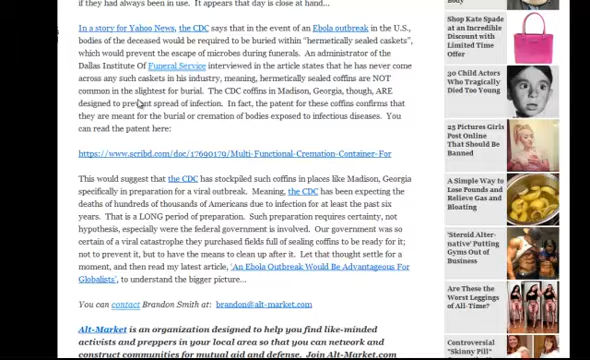 if they had always been in use.  It appears that day is close at hand…
In a story for Yahoo News, the CDC says that in the event of an Ebola outbreak in the U.S.,
bodies of the deceased would be required to be buried within "hermetically sealed caskets",
which would prevent the escape of microbes during funerals.  An administrator of the
Dallas Institute Of Funeral Service interviewed in the article states that he has never come
across any such caskets in his industry, meaning, hermetically sealed coffins are NOT
common in the slightest for burial.  The CDC coffins in Madison, Georgia, though, ARE
designed to prevent spread of infection.  In fact, the patent for these coffins confirms that
they are meant for the burial or cremation of bodies exposed to infectious diseases.  You
can read the patent here:
https://www.scribd.com/doc/17690179/Multi-Functional-Cremation-Container-For
This would suggest that the CDC has stockpiled such coffins in places like Madison, Georgia
specifically in preparation for a viral outbreak.  Meaning, the CDC has been expecting the
deaths of hundreds of thousands of Americans due to infection for at least the past six
years.  That is a LONG period of preparation.  Such preparation requires certainty, not
hypothesis, especially were the federal government is involved.  Our government was so
certain of a viral catastrophe they purchased fields full of sealing coffins to be ready for it;
not to prevent it, but to have the means to clean up after it.  Let that thought settle for a
moment, and then read my latest article, 'An Ebola Outbreak Would Be Advantageous For
Globalists', to understand the bigger picture…
You can contact Brandon Smith at:  brandon@alt-market.com
Alt-Market is an organization designed to help you find like-minded
activists and preppers in your local area so that you can network and
construct communities for mutual aid and defense.  Join Alt-Market.com
Body
Shop Kate Spade
at an Incredible
Discount with
Limited Time
Offer
30 Child Actors
Who Tragically
Died Too Young
25 Pictures Girls
Post Online
That Should Be
Banned
A Simple Way to
Lose Pounds and
Relieve Gas and
Bloating
'Steroid Alter-
native' Putting
Gyms Out of
Business
Are These the
Worst Leggings
of All-Time?
Controversial
"Skinny Pill"